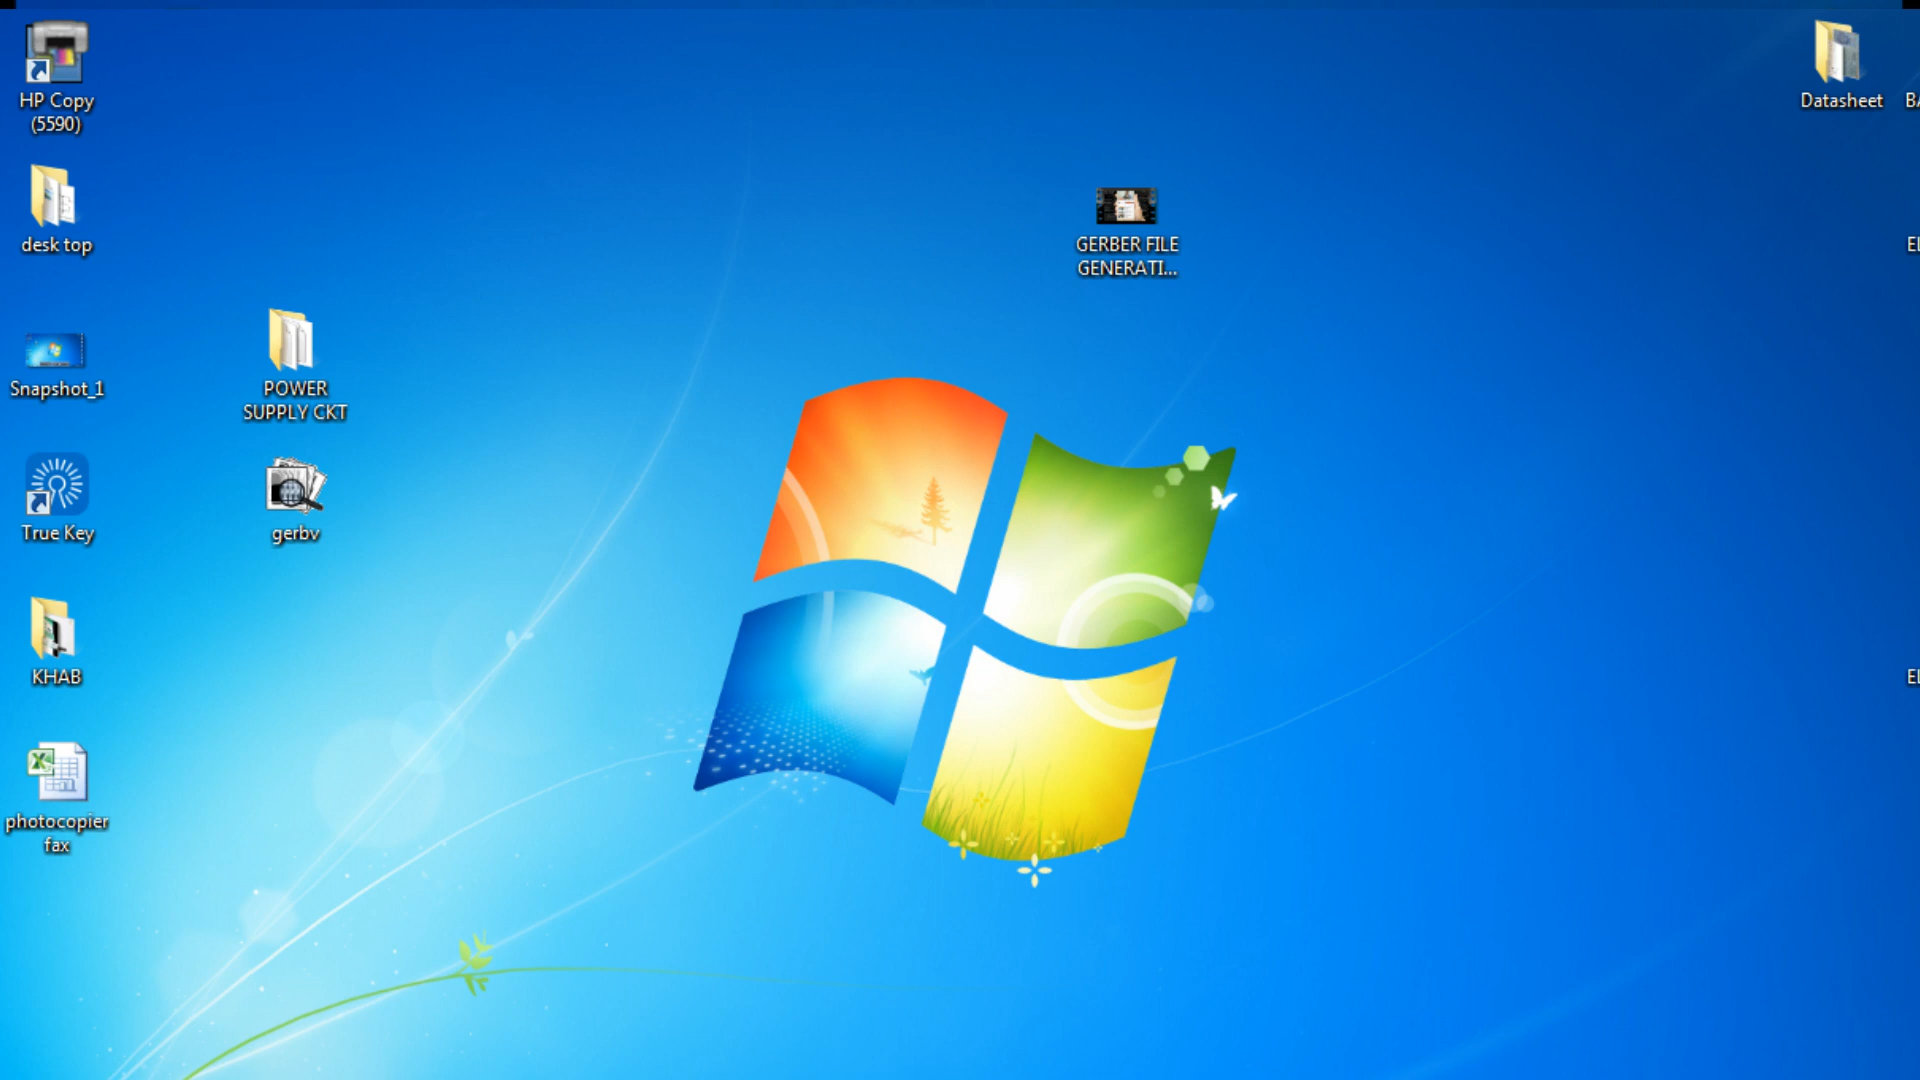 HP Copy
(5590)
desk top
Snapshot_1
True Key
KHAB
photocopier
fax
POWER
SUPPLY CKT
gerbv
GERBER FILE
GENERATI...
Datasheet